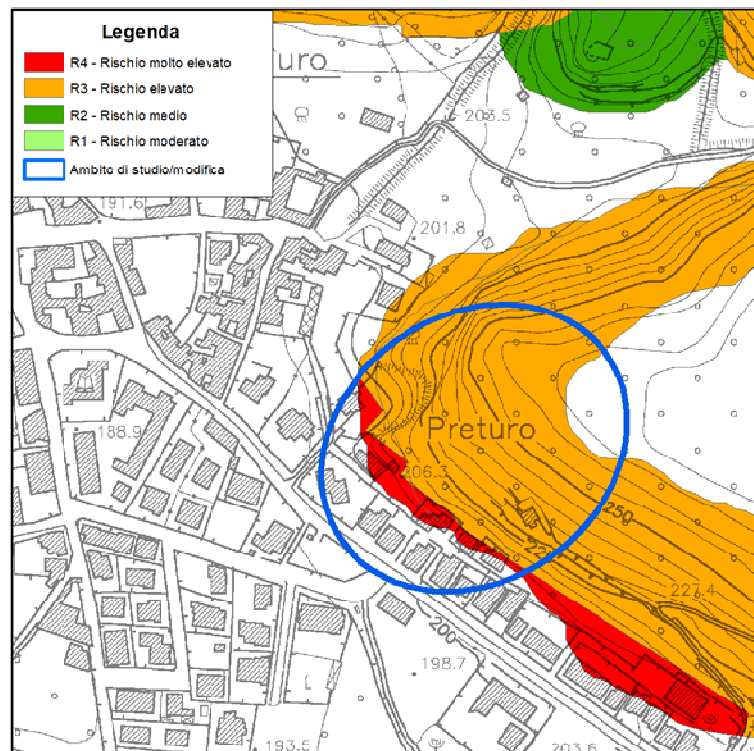 Legenda
R4 - Rischio molto elevato
R3 - Rischio elevato
R2 - Rischio medio
R1 - Rischio moderato
Ambito di studio/modifica
uro
203.5
191.6
201.8
188.9
Preturo
206.3
250
227.4
200
198.7
193.5
203.6